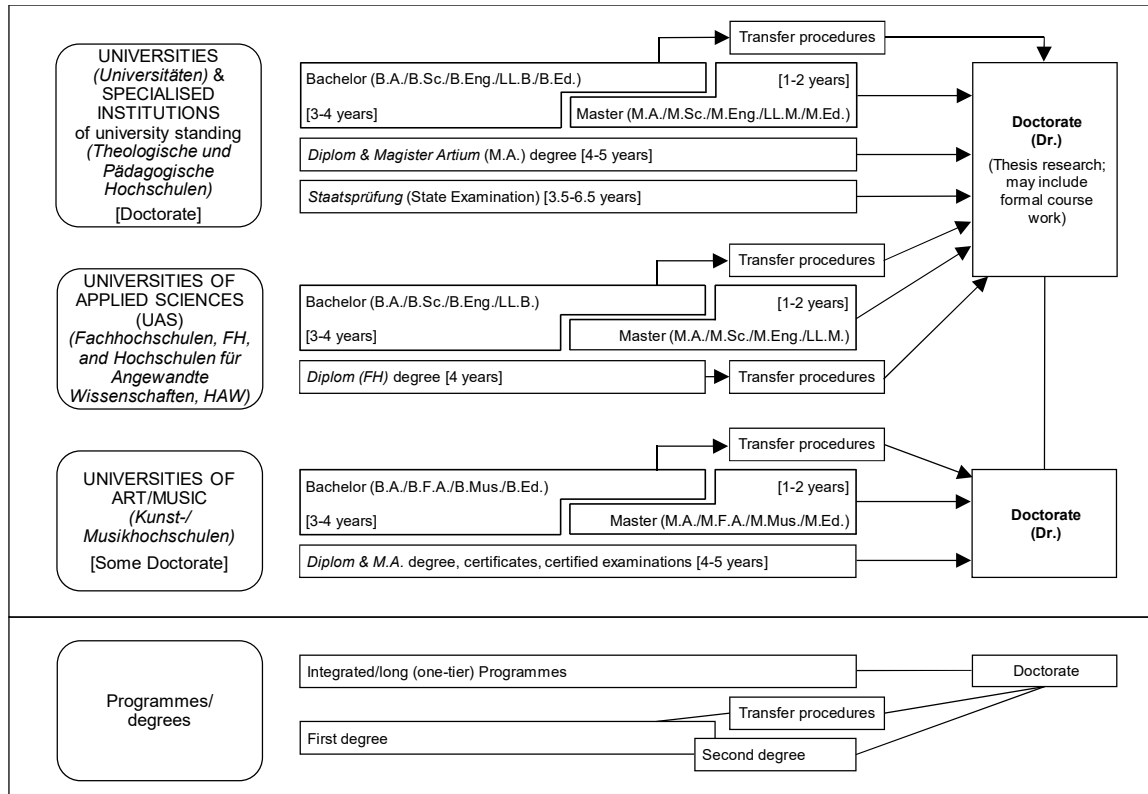 UNIVERSITIES
(Universitäten) &
SPECIALISED
INSTITUTIONS
of university standing
(Theologische und
Pädagogische
Hochschulen)
[Doctorate]
Transfer procedures
Bachelor (B.A./B.Sc./B.Eng./LL.B./B.Ed.)
[3-4 years]
[1-2 years]
Master (M.A./M.Sc./M.Eng./LL.M./M.Ed.)
Diplom & Magister Artium (M.A.) degree [4-5 years]
Staatsprüfung (State Examination) [3.5-6.5 years]
Doctorate
(Dr.)
(Thesis research;
may include
formal course
work)
UNIVERSITIES OF
APPLIED SCIENCES
(UAS)
(Fachhochschulen, FH,
and Hochschulen für
Angewandte
Wissenschaften, HAW)
Transfer procedures
Bachelor (B.A./B.Sc./B.Eng./LL.B.)
[3-4 years]
[1-2 years]
Master (M.A./M.Sc./M.Eng./LL.M.)
Diplom (FH) degree [4 years]
Transfer procedures
UNIVERSITIES OF
ART/MUSIC
(Kunst-/
Musikhochschulen)
[Some Doctorate]
Transfer procedures
Bachelor (B.A./B.F.A./B.Mus./B.Ed.)
[3-4 years]
[1-2 years]
Master (M.A./M.F.A./M.Mus./M.Ed.)
Diplom & M.A. degree, certificates, certified examinations [4-5 years]
Doctorate
(Dr.)
Programmes/
degrees
Integrated/long (one-tier) Programmes
Doctorate
Transfer procedures
First degree
Second degree